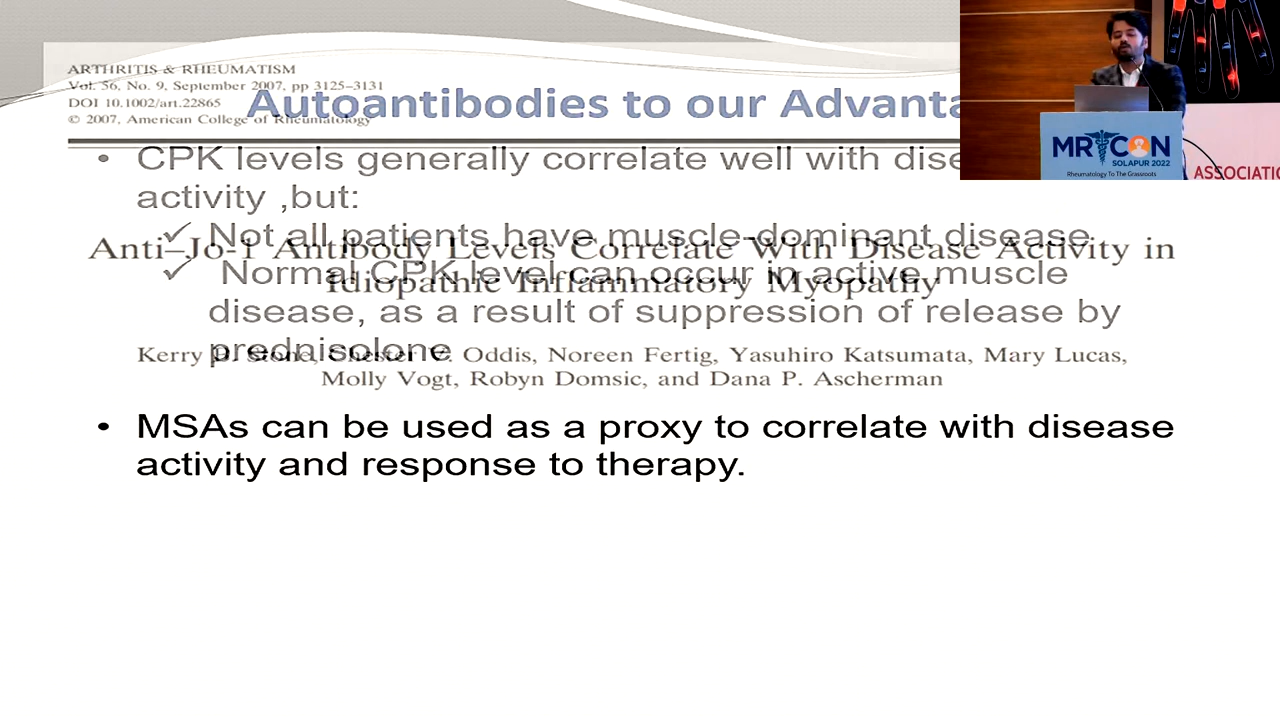 ARTHRITIS & RHEUMATISM
Vol. 56, No. 9, September 2007, pp 3125–3131
DOI 10.1002/art.22865
© 2007, American College of Rheumatology
Autoantibodies to our Advanta
• CPK levels generally correlate well with dise
activity ,but:
✓ Not all patients have muscle-dominant disease
✓ Normal CPK level can occur in active muscle
disease, as a result of suppression of release by
prednisolone
Anti–Jo-1 Antibody Levels Correlate With Disease Activity in
Idiopathic Inflammatory Myopathy
Kerry Oddis, Noreen Fertig, Yasuhiro Katsumata, Mary Lucas,
Molly Vogt, Robyn Domsic, and Dana P. Ascherman
• MSAs can be used as a proxy to correlate with disease
activity and response to therapy.
MR CON
SOLAPUR 2022
Rheumatology To The Grassroots
ASSOCIATIO